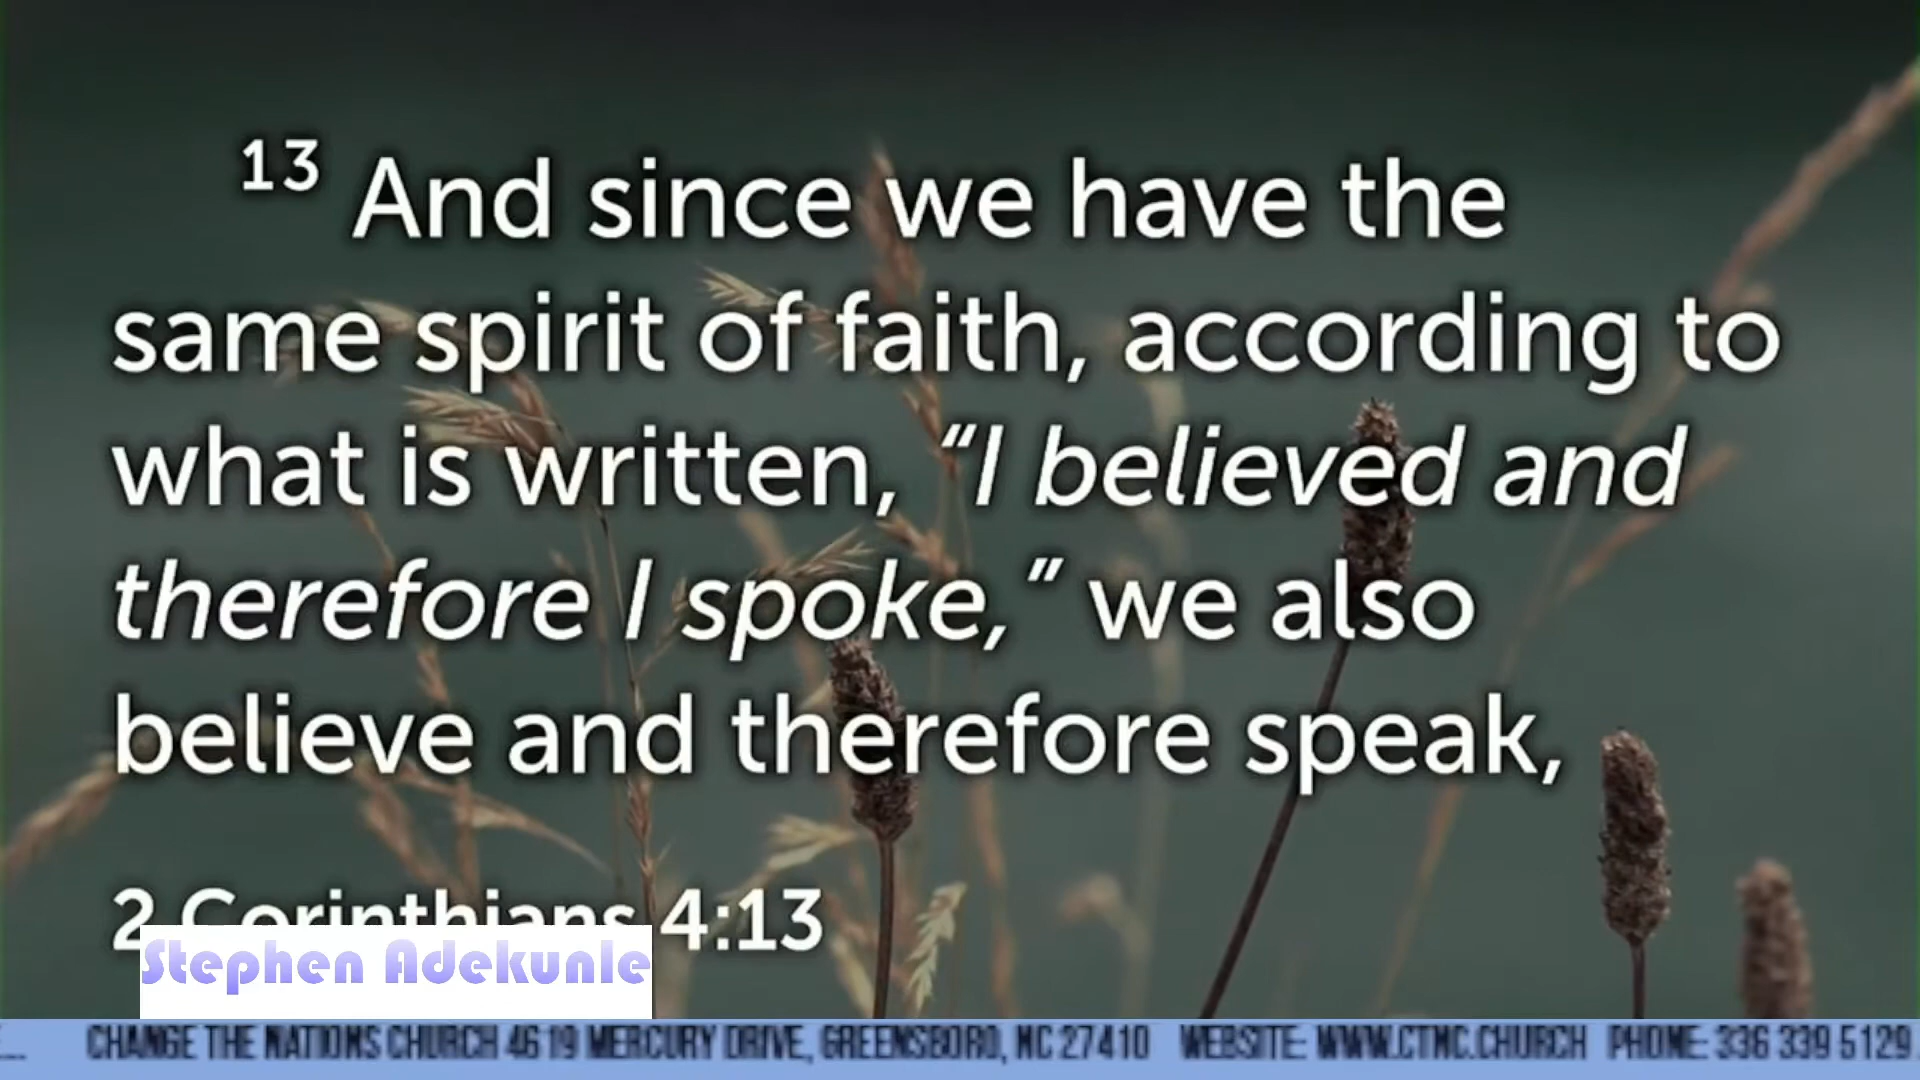 13 And since we have the
same spirit of faith, according to
what is written, “I believed and
therefore I spoke,” we also
believe and therefore speak,
2 Corinthians 4:13
Stephen Adekunle
CHANGE THE NATIONS CHURCH 4619 MERCURY DRIVE, GREENSBORO, NC 27410 WEBSITE: WWW.CTNC.CHURCH PHONE: 336 339 5129